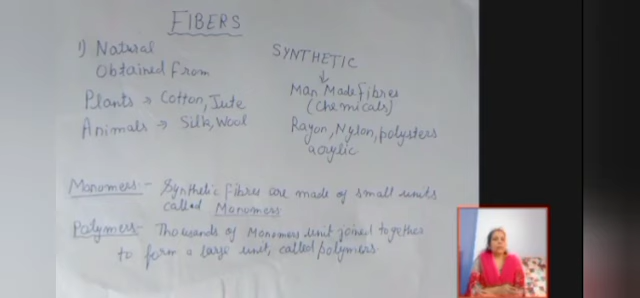 FIBERS
1) Natural
Obtained from
Plants → Cotton, Jute
Animals → Silk, Wool
SYNTHETIC
↓
Man Made Fibres
(Chemicals)
Rayon, Nylon, polysters
acrylic
Monomers:- Synthetic fibres are made of small units
called Monomers
Polymers- Thousands of monomers unit joined together
to form a large unit, called polymers.